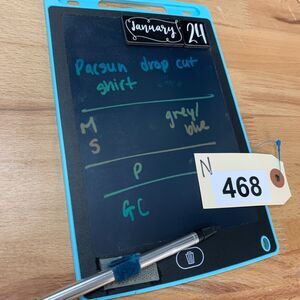 January 24
Pacsun drop cut
shirt
M grey/
S blue
P
GC
N
468